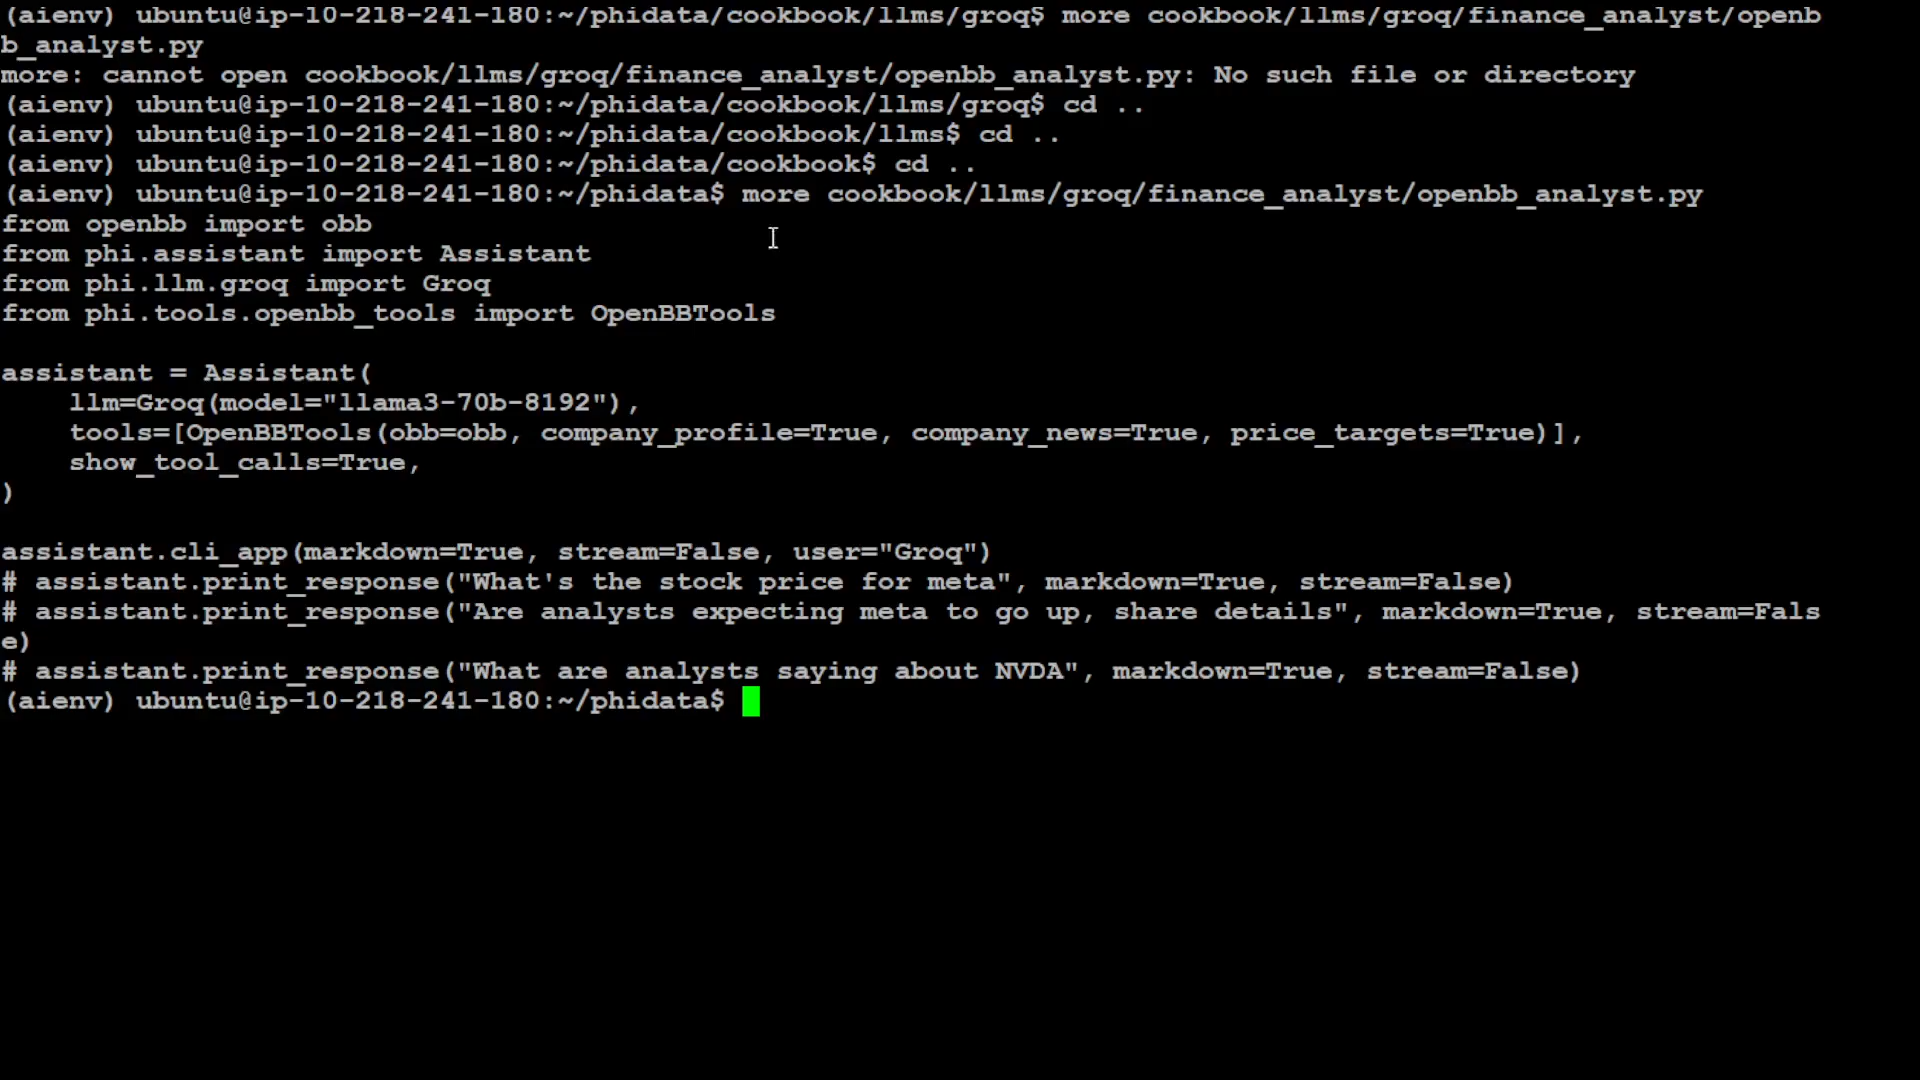 (aienv) ubuntu@ip-10-218-241-180:~/phidata/cookbook/llms/groq$ more cookbook/llms/groq/finance_analyst/openb
b_analyst.py
more: cannot open cookbook/llms/groq/finance_analyst/openbb_analyst.py: No such file or directory
(aienv) ubuntu@ip-10-218-241-180:~/phidata/cookbook/llms/groq$ cd ..
(aienv) ubuntu@ip-10-218-241-180:~/phidata/cookbook/llms$ cd ..
(aienv) ubuntu@ip-10-218-241-180:~/phidata/cookbook$ cd ..
(aienv) ubuntu@ip-10-218-241-180:~/phidata$ more cookbook/llms/groq/finance_analyst/openbb_analyst.py
from openbb import obb
from phi.assistant import Assistant
from phi.llm.groq import Groq
from phi.tools.openbb_tools import OpenBBTools

assistant = Assistant(
    llm=Groq(model="llama3-70b-8192"),
    tools=[OpenBBTools(obb=obb, company_profile=True, company_news=True, price_targets=True)],
    show_tool_calls=True,
)

assistant.cli_app(markdown=True, stream=False, user="Groq")
# assistant.print_response("What's the stock price for meta", markdown=True, stream=False)
# assistant.print_response("Are analysts expecting meta to go up, share details", markdown=True, stream=Fals
e)
# assistant.print_response("What are analysts saying about NVDA", markdown=True, stream=False)
(aienv) ubuntu@ip-10-218-241-180:~/phidata$